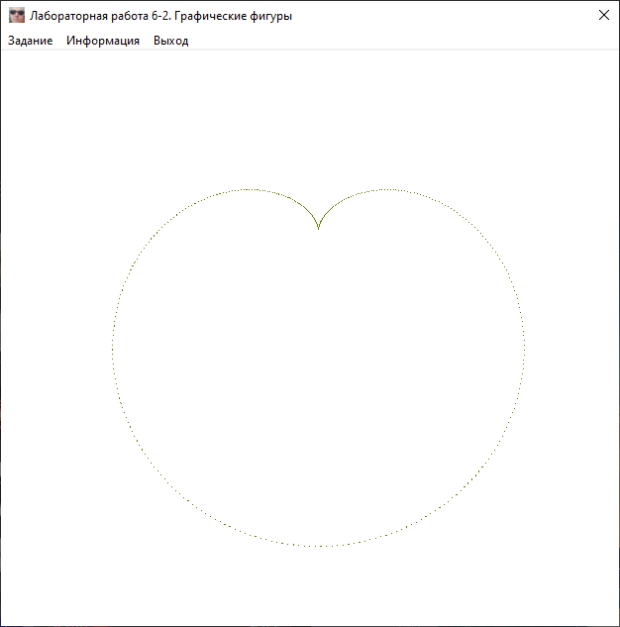 Лабораторная работа 6-2. Графические фигуры
Задание Информация Выход